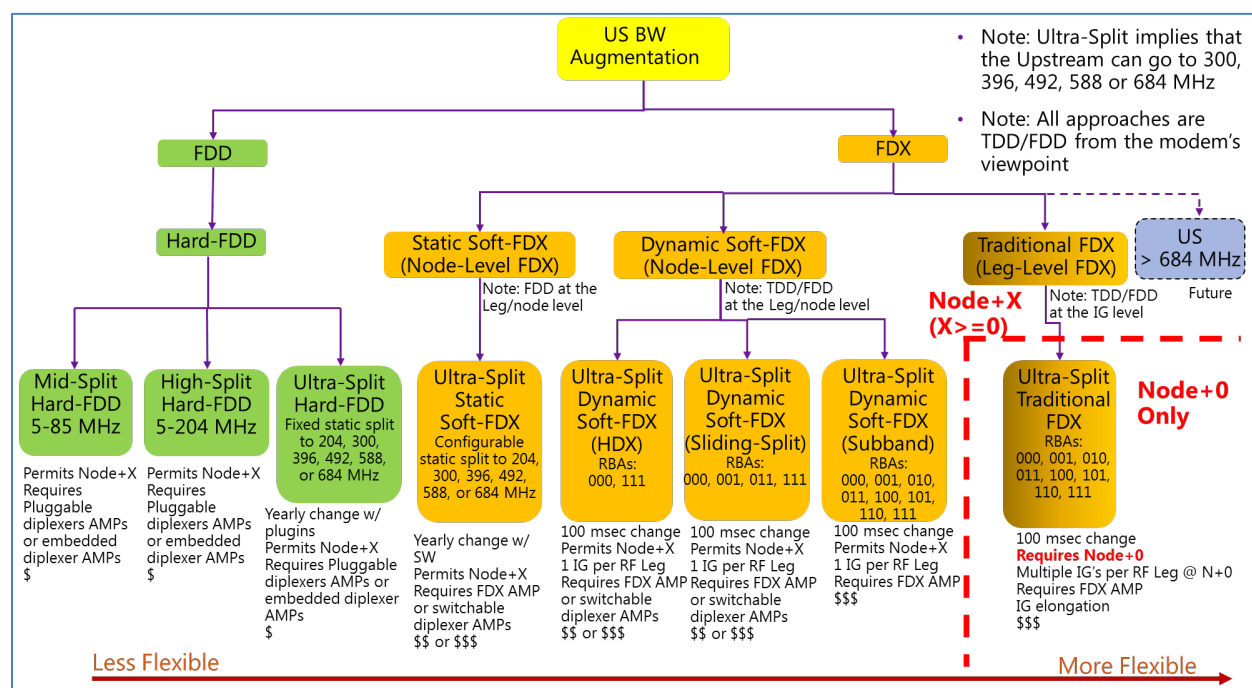 US BW
Augmentation
• Note: Ultra-Split implies that
the Upstream can go to 300,
396, 492, 588 or 684 MHz
• Note: All approaches are
TDD/FDD from the modem's
viewpoint
FDD
FDX
Hard-FDD
Static Soft-FDX
(Node-Level FDX)
Note: FDD at the
Leg/node level
Dynamic Soft-FDX
(Node-Level FDX)
Note: TDD/FDD
at the Leg/node level
Traditional FDX
(Leg-Level FDX)
Note: TDD/FDD
at the IG level
US
> 684 MHz
Future
Node+X
(X>=0)
Node+0
Only
Mid-Split
Hard-FDD
5-85 MHz
Permits Node+X
Requires
Pluggable
diplexers AMPs
or embedded
diplexer AMPs
$
High-Split
Hard-FDD
5-204 MHz
Permits Node+X
Requires
Pluggable
diplexers AMPs
or embedded
diplexer AMPs
$
Ultra-Split
Hard-FDD
Fixed static split
to 204, 300,
396, 492, 588,
or 684 MHz
Yearly change w/
plugins
Permits Node+X
Requires Pluggable
diplexers AMPs or
embedded diplexer
AMPs
$
Ultra-Split
Static
Soft-FDX
Configurable
static split to 204,
300, 396, 492,
588, or 684 MHz
Yearly change w/
SW
Permits Node+X
Requires FDX AMP
or switchable
diplexer AMPs
$$ or $$$
Ultra-Split
Dynamic
Soft-FDX
(HDX)
RBAs:
000, 111
100 msec change
Permits Node+X
1 IG per RF Leg
Requires FDX AMP
or switchable
diplexer AMPs
$$ or $$$
Ultra-Split
Dynamic
Soft-FDX
(Sliding-Split)
RBAs:
000, 001, 011, 111
100 msec change
Permits Node+X
1 IG per RF Leg
Requires FDX AMP
or switchable
diplexer AMPs
$$ or $$$
Ultra-Split
Dynamic
Soft-FDX
(Subband)
RBAs:
000, 001, 010,
011, 100, 101,
110, 111
100 msec change
Permits Node+X
1 IG per RF Leg
Requires FDX AMP
$$$
Ultra-Split
Traditional
FDX
RBAs:
000, 001, 010,
011, 100, 101,
110, 111
100 msec change
Requires Node+0
Multiple IG's per RF Leg @ N+0
Requires FDX AMP
IG elongation
$$$
Less Flexible
More Flexible